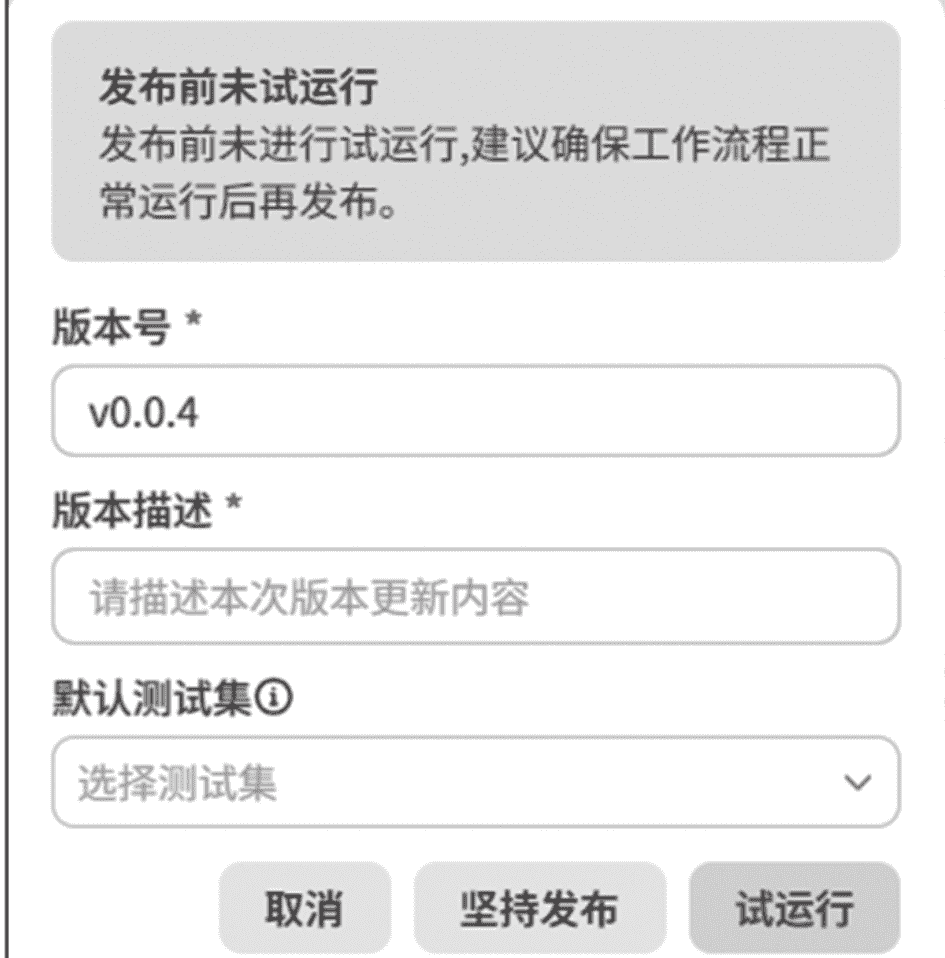 发布前未试运行
发布前未进行试运行,建议确保工作流程正
常运行后再发布。
版本号 *
v0.0.4
版本描述 *
请描述本次版本更新内容
默认测试集
选择测试集
取消 坚持发布 试运行